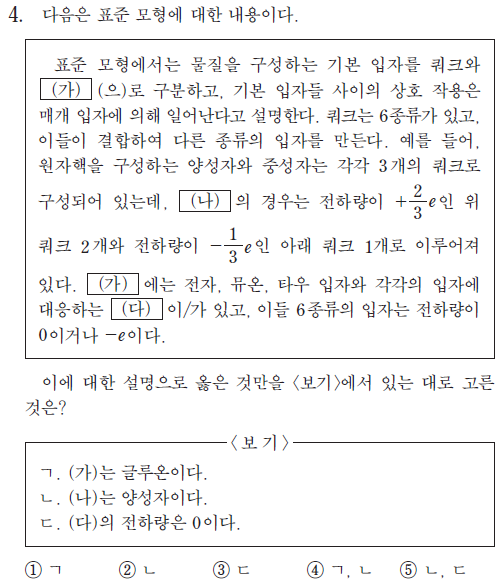 4. 다음은 표준 모형에 대한 내용이다.
표준 모형에서는 물질을 구성하는 기본 입자를 쿼크와
(가) (으)로 구분하고, 기본 입자들 사이의 상호 작용은
매개 입자에 의해 일어난다고 설명한다. 쿼크는 6종류가 있고,
이들이 결합하여 다른 종류의 입자를 만든다. 예를 들어,
원자핵을 구성하는 양성자와 중성자는 각각 3개의 쿼크로
구성되어 있는데, (나) 의 경우는 전하량이 +2/3e인 위
쿼크 2개와 전하량이 -1/3e인 아래 쿼크 1개로 이루어져
있다. (가) 에는 전자, 뮤온, 타우 입자와 각각의 입자에
대응하는 (다) 이/가 있고, 이들 6종류의 입자는 전하량이
0이거나 -e이다.
이에 대한 설명으로 옳은 것만을 〈보기〉에서 있는 대로 고른
것은?
〈보 기〉
ㄱ. (가)는 글루온이다.
ㄴ. (나)는 양성자이다.
ㄷ. (다)의 전하량은 0이다.
① ㄱ ② ㄴ ③ ㄷ ④ ㄱ, ㄴ ⑤ ㄴ, ㄷ